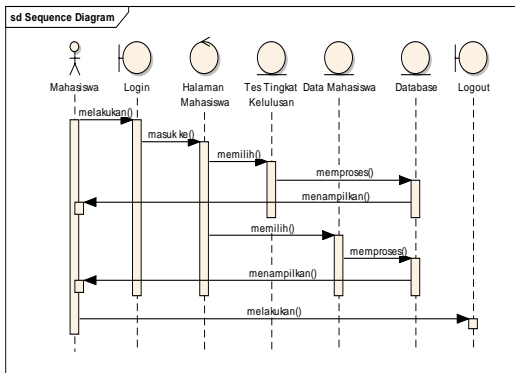 sd Sequence Diagram
Mahasiswa
Login
Halaman
Mahasiswa
Tes Tingkat
Kelulusan
Data Mahasiswa
Database
Logout
melakukan()
masuk ke()
memilih()
memproses()
menampilkan()
memilih()
memproses()
menampilkan()
melakukan()